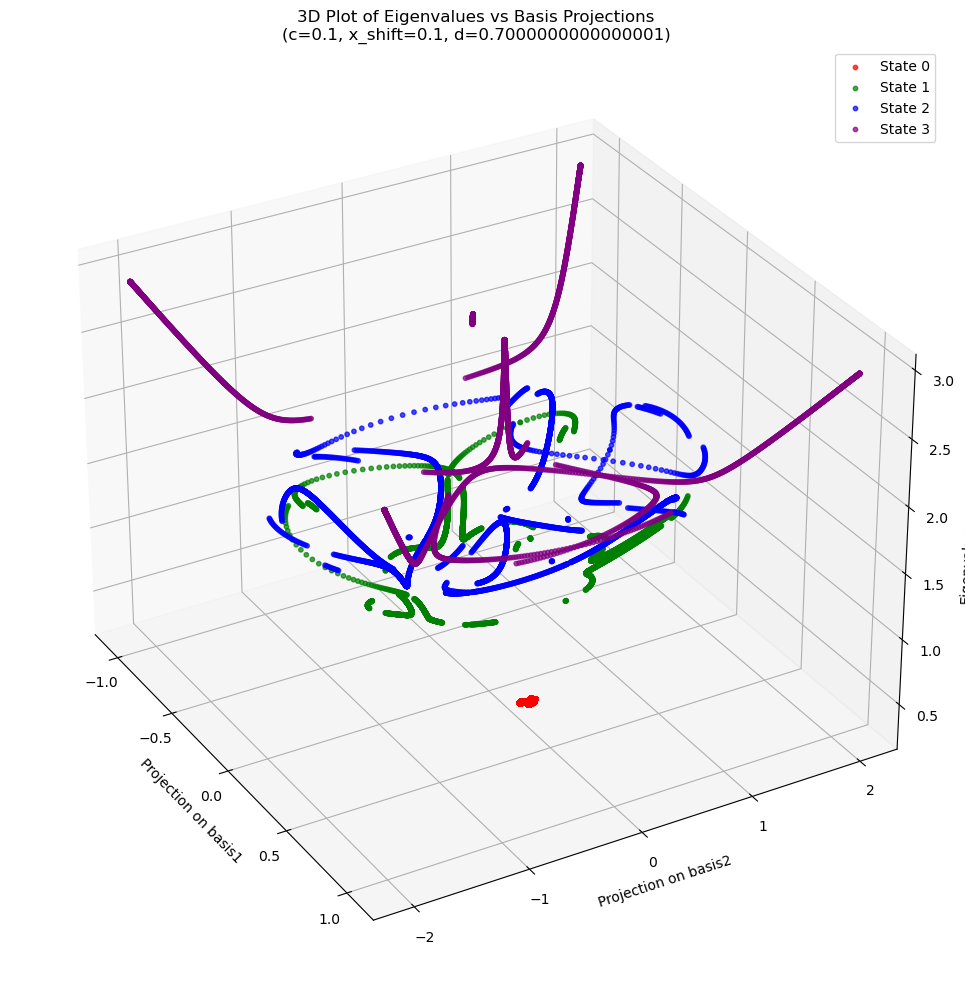 3D Plot of Eigenvalues vs Basis Projections
(c=0.1, x_shift=0.1, d=0.7000000000000001)
State 0
State 1
State 2
State 3
3.0
2.5
2.0
1.5
1.0
0.5
−1.0
−0.5
0.0
0.5
1.0
Projection on basis1
−2
−1
0
1
2
Projection on basis2